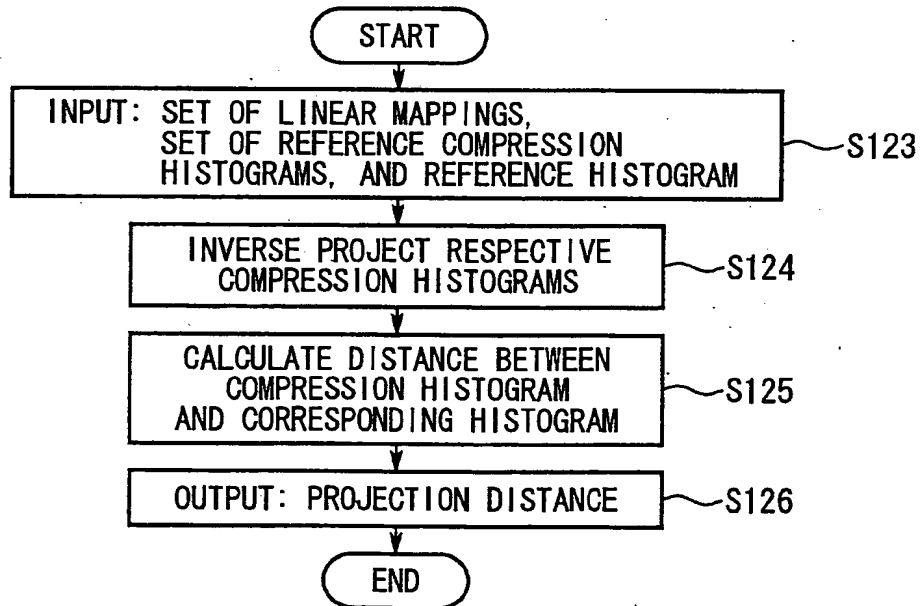 START
INPUT: SET OF LINEAR MAPPINGS,
SET OF REFERENCE COMPRESSION
HISTOGRAMS, AND REFERENCE HISTOGRAM
S123
INVERSE PROJECT RESPECTIVE
COMPRESSION HISTOGRAMS
S124
CALCULATE DISTANCE BETWEEN
COMPRESSION HISTOGRAM
AND CORRESPONDING HISTOGRAM
S125
OUTPUT: PROJECTION DISTANCE
S126
END